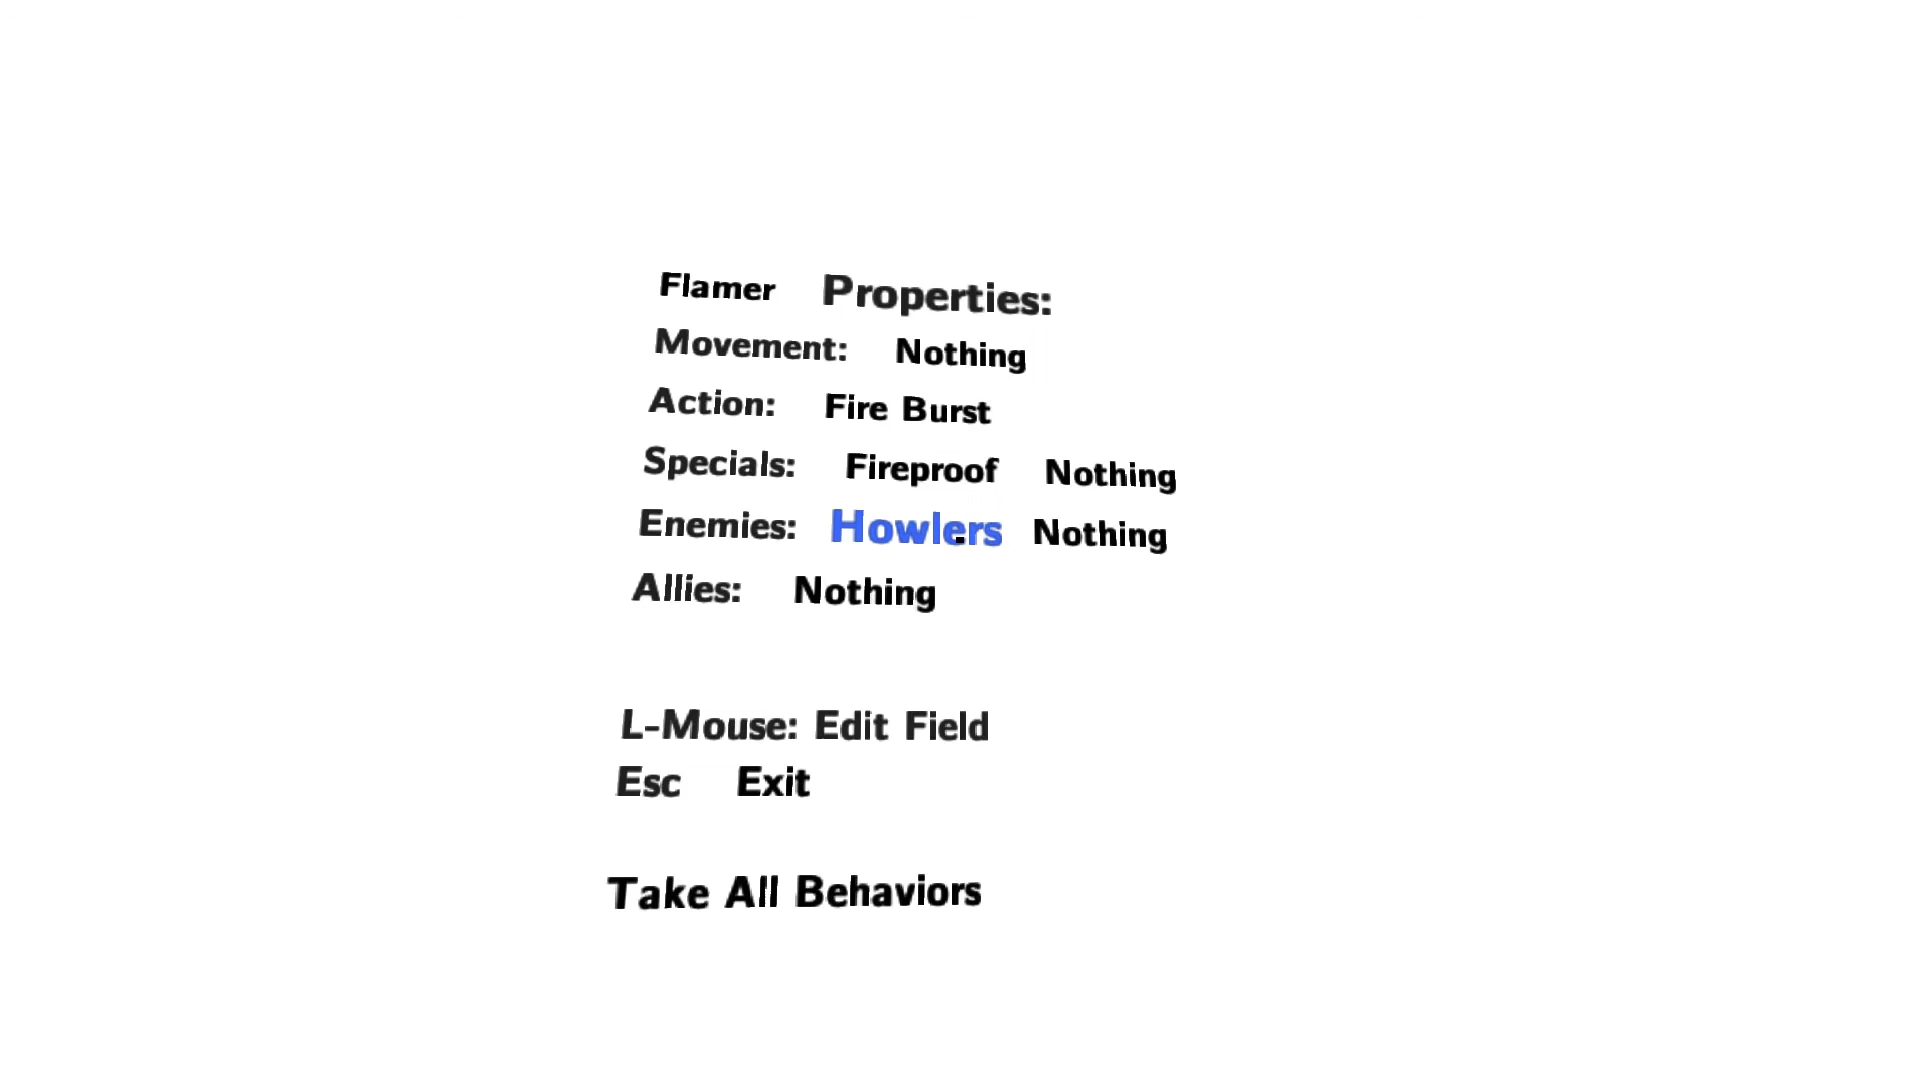 Flamer Properties:
Movement: Nothing
Action: Fire Burst
Specials: Fireproof Nothing
Enemies: Howlers Nothing
Allies: Nothing
L-Mouse: Edit Field
Esc Exit
Take All Behaviors